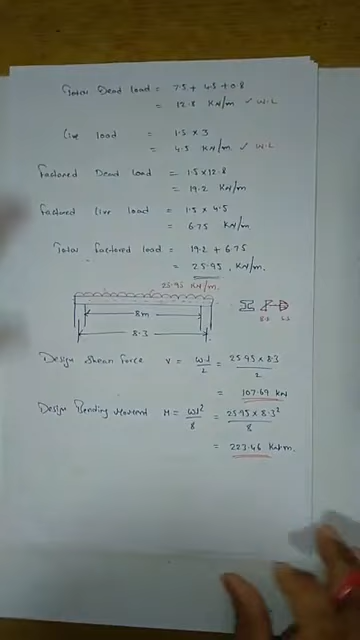 Total Dead load = 7.5 + 4.5 + 0.8
= 12.8 KN/m ✓ W.L
Live load = 1.5 x 3
= 4.5 KN/m ✓ W.L
Factored Dead load = 1.5 x 12.8
= 19.2 KN/m
Factored live load = 1.5 x 4.5
= 6.75 KN/m
Total factored load = 19.2 + 6.75
= 25.95 KN/m.
25.95 KN/m.
8m
8.3
Design Shear force V = wl/2 = 25.95 x 8.3/2
= 107.69 KN
Design Bending Moment M = wl²/8 = 25.95 x 8.3²/8
= 223.46 KN.m.